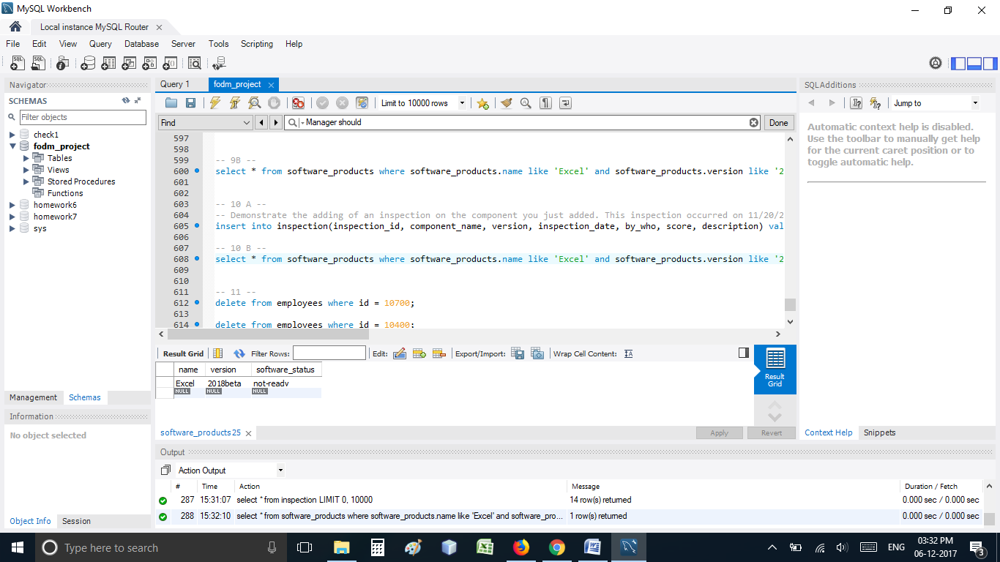 MySQL Workbench
Local instance MySQL Router
File Edit View Query Database Server Tools Scripting Help
Navigator
SCHEMAS
Filter objects
check1
fodm_project
Tables
Views
Stored Procedures
Functions
homework6
homework7
sys
Management Schemas
Information
No object selected
Object Info Session
Query 1 fodm_project
Limit to 10000 rows
Find Manager should Done
597
598
599 -- 9B --
600 select * from software_products where software_products.name like 'Excel' and software_products.version like '2
601
602
603 -- 10 A --
604 -- Demonstrate the adding of an inspection on the component you just added. This inspection occurred on 11/20/2
605 insert into inspection(inspection_id, component_name, version, inspection_date, by_who, score, description) val
606
607 -- 10 B --
608 select * from software_products where software_products.name like 'Excel' and software_products.version like '2
609
610
611 -- 11 --
612 delete from employees where id = 10700;
613
614 delete from employees where id = 10400;
Result Grid Filter Rows: Edit: Export/Import: Wrap Cell Content:
name version software_status
Excel 2018beta not-ready
NULL NULL NULL
Result
Grid
software_products25 Apply Revert
SQLAdditions
Jump to
Automatic context help is disabled.
Use the toolbar to manually get help
for the current caret position or to
toggle automatic help.
Context Help Snippets
Output
Action Output
# Time Action Message Duration / Fetch
287 15:31:07 select * from inspection LIMIT 0, 10000 14 row(s) returned 0.000 sec / 0.000 sec
288 15:32:10 select * from software_products where software_products.name like 'Excel' and software_pro... 1 row(s) returned 0.000 sec / 0.000 sec
Type here to search
ENG
03:32 PM
06-12-2017
3